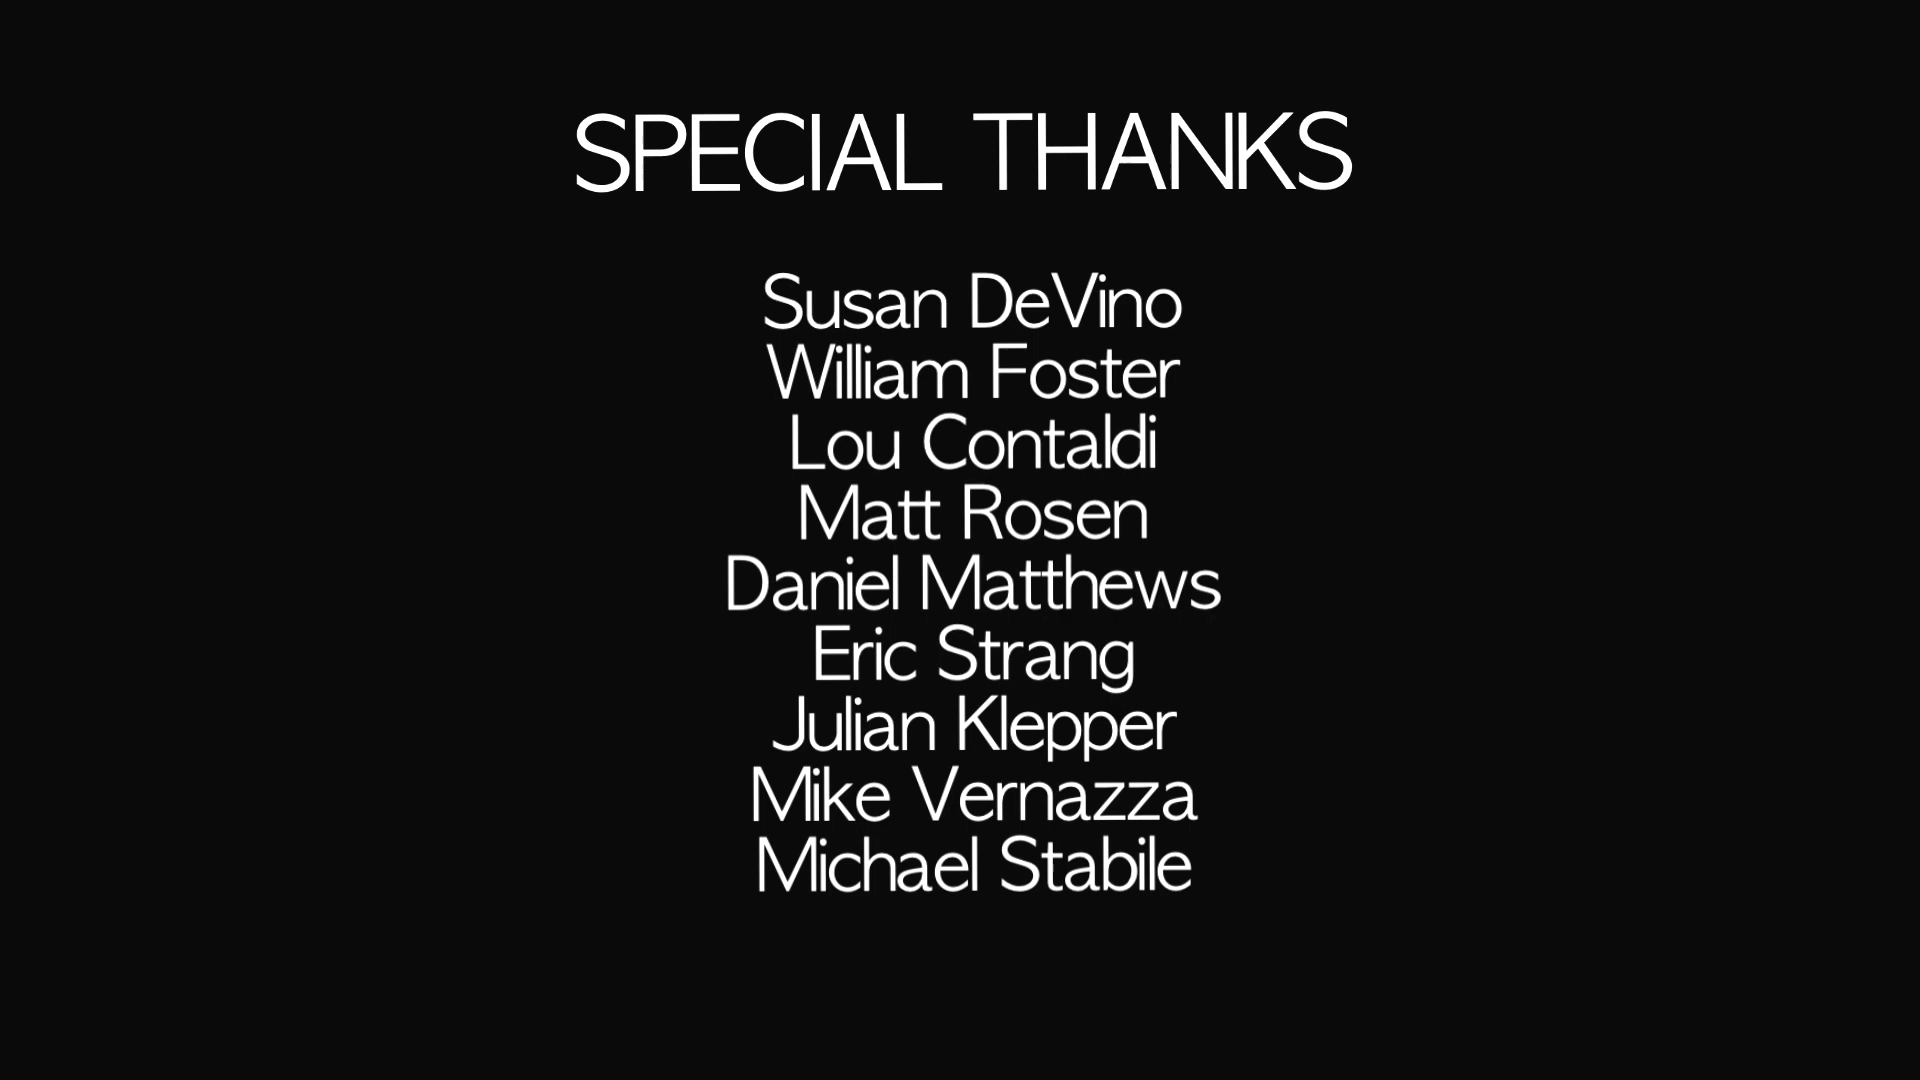 SPECIAL THANKS
Susan DeVino
William Foster
Lou Contaldi
Matt Rosen
Daniel Matthews
Eric Strang
Julian Klepper
Mike Vernazza
Michael Stabile